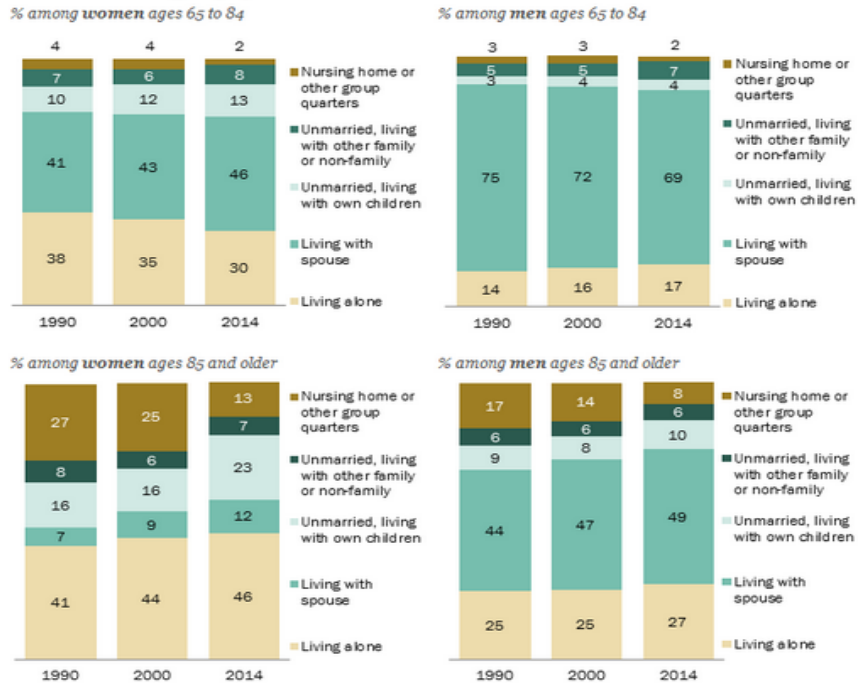 % among women ages 65 to 84
4 4 2
7 6 8
10 12 13
41 43 46
38 35 30
1990 2000 2014
Nursing home or
other group
quarters
Unmarried, living
with other family
or non-family
Unmarried, living
with own children
Living with
spouse
Living alone
% among men ages 65 to 84
3 3 2
5 5 7
3 4 4
75 72 69
14 16 17
1990 2000 2014
Nursing home or
other group
quarters
Unmarried, living
with other family
or non-family
Unmarried, living
with own children
Living with
spouse
Living alone
% among women ages 85 and older
27 25 13
8 6 7
16 16 23
7 9 12
41 44 46
1990 2000 2014
Nursing home or
other group
quarters
Unmarried, living
with other family
or non-family
Unmarried, living
with own children
Living with
spouse
Living alone
% among men ages 85 and older
17 14 8
6 6 6
9 8 10
44 47 49
25 25 27
1990 2000 2014
Nursing home or
other group
quarters
Unmarried, living
with other family
or non-family
Unmarried, living
with own children
Living with
spouse
Living alone